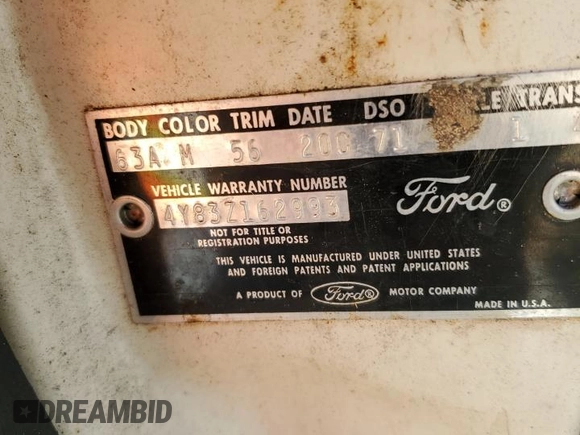 BODY COLOR TRIM DATE DSO TRANS
63A M 56 20C 71 1
VEHICLE WARRANTY NUMBER
4Y83Z162993
Ford®
NOT FOR TITLE OR
REGISTRATION PURPOSES
THIS VEHICLE IS MANUFACTURED UNDER UNITED STATES
AND FOREIGN PATENTS AND PATENT APPLICATIONS
A PRODUCT OF Ford® MOTOR COMPANY
MADE IN U.S.A.
DREAMBID